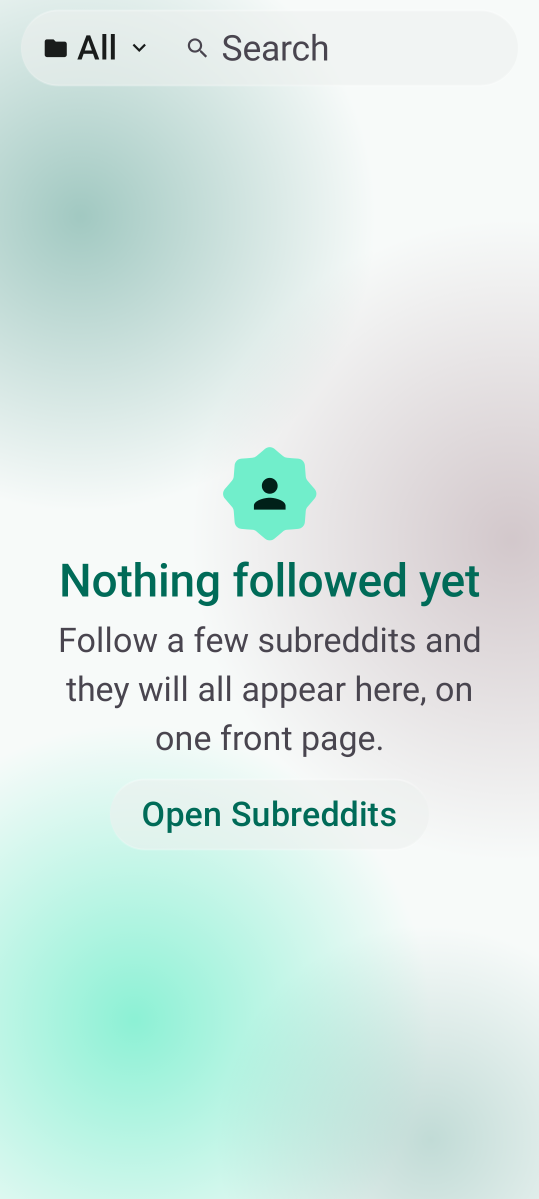 All
Search
Nothing followed yet
Follow a few subreddits and
they will all appear here, on
one front page.
Open Subreddits